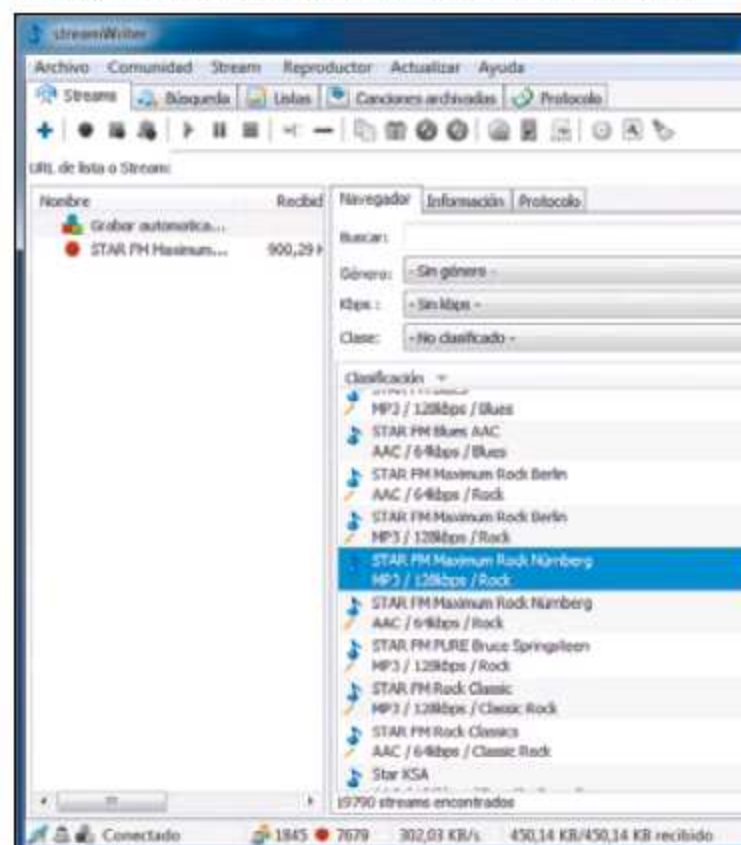 streamWriter
Archivo Comunidad Stream Reproductor Actualizar Ayuda
Streams Búsqueda Listas Canciones archivadas Protocolo
URL de lista o Stream:
Nombre Recibid
Grabar automatica...
STAR FM Maximum... 900,29 K
Navegador Información Protocolo
Buscar:
Género: - Sin género -
Kbps : - Sin kbps -
Clase: - No clasificado -
Clasificación
MP3 / 128kbps / Blues
STAR FM Blues AAC
AAC / 64kbps / Blues
STAR FM Maximum Rock Berlin
AAC / 64kbps / Rock
STAR FM Maximum Rock Berlin
MP3 / 128kbps / Rock
STAR FM Maximum Rock Nürnberg
MP3 / 128kbps / Rock
STAR FM Maximum Rock Nürnberg
AAC / 64kbps / Rock
STAR FM PURE Bruce Springsteen
MP3 / 128kbps / Rock
STAR FM Rock Classic
MP3 / 128kbps / Classic Rock
STAR FM Rock Classics
AAC / 64kbps / Classic Rock
Star KSA
19790 streams encontrados
Conectado 1845 7679 302,03 KB/s 450,14 KB/450,14 KB recibido